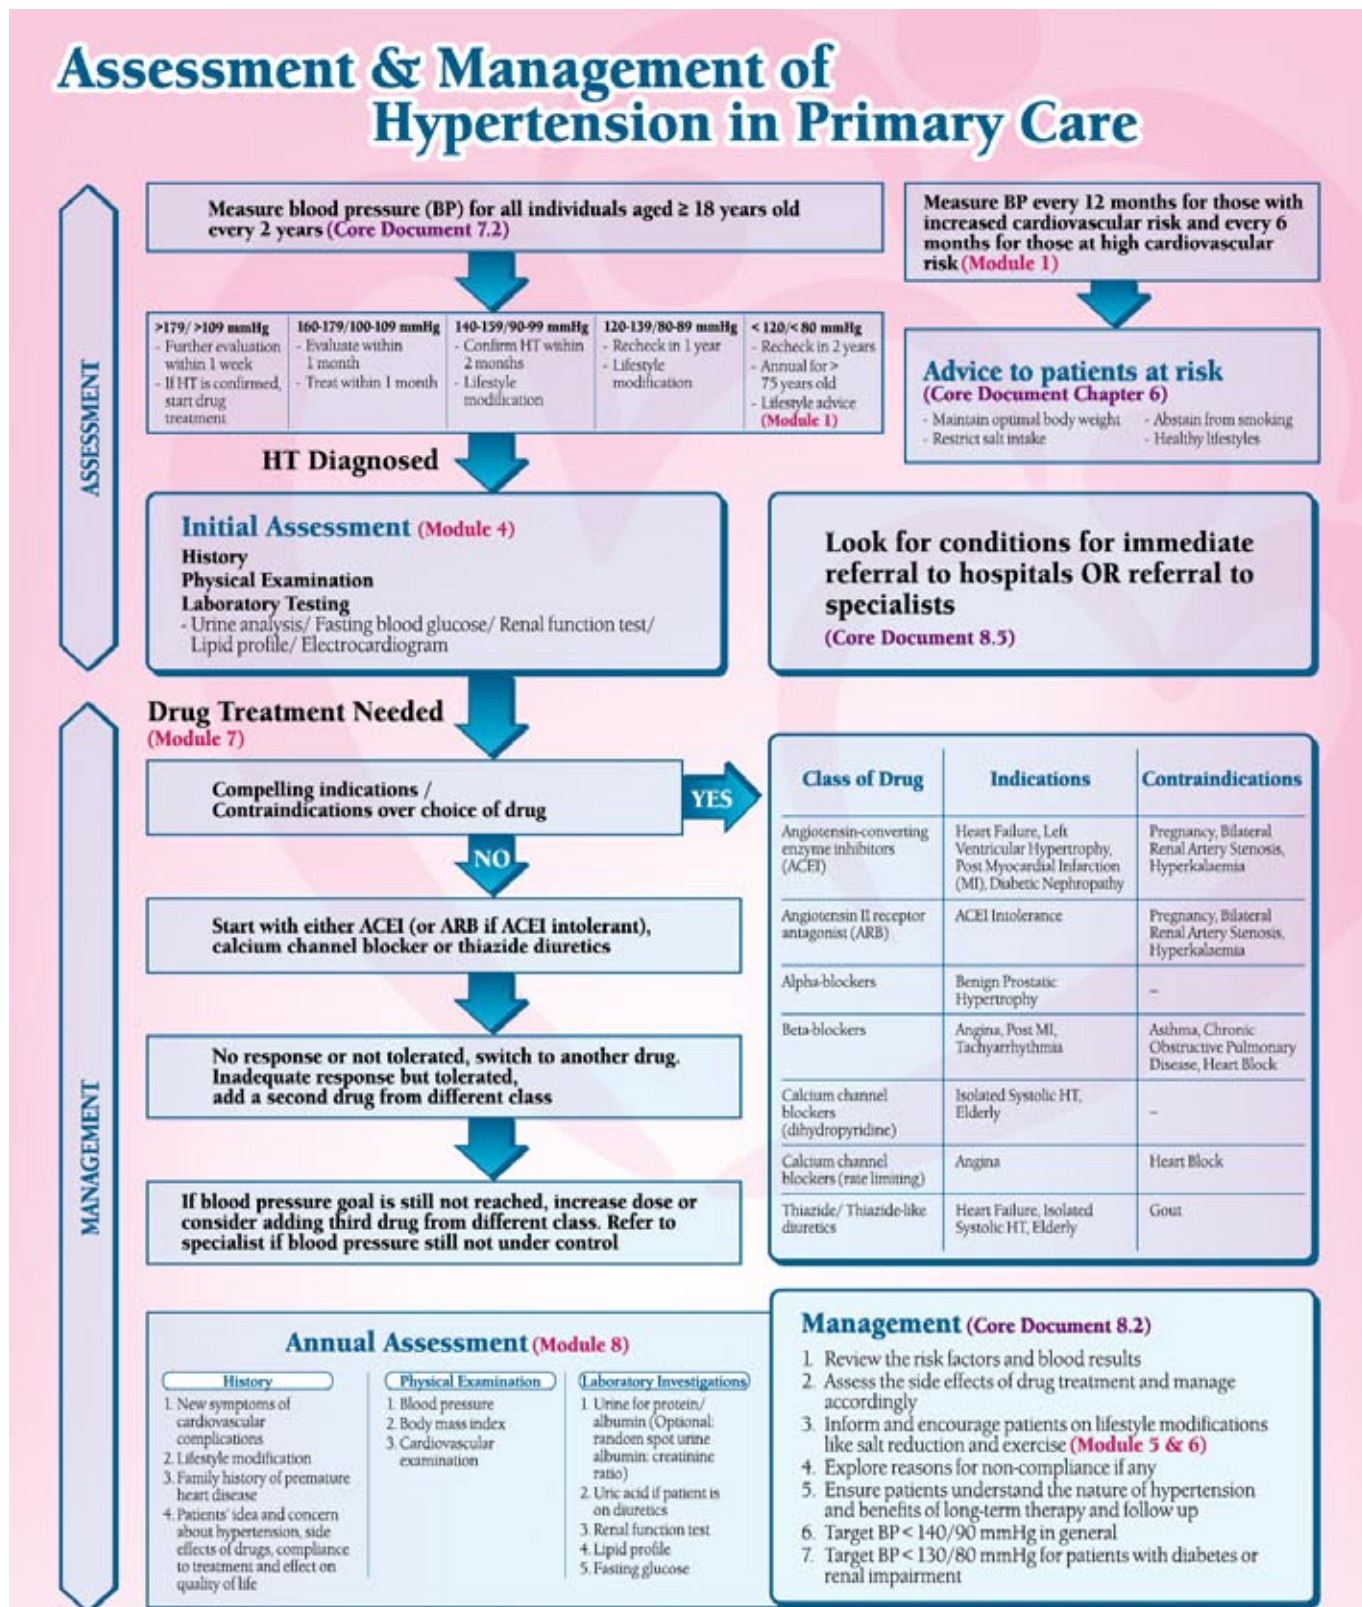 Assessment & Management of
Hypertension in Primary Care
ASSESSMENT
Measure blood pressure (BP) for all individuals aged ≥ 18 years old
every 2 years (Core Document 7.2)
Measure BP every 12 months for those with
increased cardiovascular risk and every 6
months for those at high cardiovascular
risk (Module 1)
>179/ >109 mmHg
- Further evaluation
within 1 week
- If HT is confirmed,
start drug
treatment
160-179/100-109 mmHg
- Evaluate within
1 month
- Treat within 1 month
140-159/90-99 mmHg
- Confirm HT within
2 months
- Lifestyle
modification
120-139/80-89 mmHg
- Recheck in 1 year
- Lifestyle
modification
< 120/< 80 mmHg
- Recheck in 2 years
- Annual for >
75 years old
- Lifestyle advice
(Module 1)
Advice to patients at risk
(Core Document Chapter 6)
- Maintain optimal body weight
- Restrict salt intake
- Abstain from smoking
- Healthy lifestyles
HT Diagnosed
Initial Assessment (Module 4)
History
Physical Examination
Laboratory Testing
- Urine analysis/ Fasting blood glucose/ Renal function test/
Lipid profile/ Electrocardiogram
Look for conditions for immediate
referral to hospitals OR referral to
specialists
(Core Document 8.5)
MANAGEMENT
Drug Treatment Needed
(Module 7)
Compelling indications /
Contraindications over choice of drug
YES
NO
Start with either ACEI (or ARB if ACEI intolerant),
calcium channel blocker or thiazide diuretics
No response or not tolerated, switch to another drug.
Inadequate response but tolerated,
add a second drug from different class
If blood pressure goal is still not reached, increase dose or
consider adding third drug from different class. Refer to
specialist if blood pressure still not under control
Class of Drug
Indications
Contraindications
Angiotensin-converting
enzyme inhibitors
(ACEI)
Heart Failure, Left
Ventricular Hypertrophy,
Post Myocardial Infarction
(MI), Diabetic Nephropathy
Pregnancy, Bilateral
Renal Artery Stenosis,
Hyperkalaemia
Angiotensin II receptor
antagonist (ARB)
ACEI Intolerance
Pregnancy, Bilateral
Renal Artery Stenosis,
Hyperkalaemia
Alpha-blockers
Benign Prostatic
Hypertrophy
–
Beta-blockers
Angina, Post MI,
Tachyarrhythmia
Asthma, Chronic
Obstructive Pulmonary
Disease, Heart Block
Calcium channel
blockers
(dihydropyridine)
Isolated Systolic HT,
Elderly
–
Calcium channel
blockers (rate limiting)
Angina
Heart Block
Thiazide/ Thiazide-like
diuretics
Heart Failure, Isolated
Systolic HT, Elderly
Gout
Annual Assessment (Module 8)
History
1. New symptoms of
cardiovascular
complications
2. Lifestyle modification
3. Family history of premature
heart disease
4. Patients' idea and concern
about hypertension, side
effects of drugs, compliance
to treatment and effect on
quality of life
Physical Examination
1. Blood pressure
2. Body mass index
3. Cardiovascular
examination
Laboratory Investigations
1. Urine for protein/
albumin (Optional:
random spot urine
albumin: creatinine
ratio)
2. Uric acid if patient is
on diuretics
3. Renal function test
4. Lipid profile
5. Fasting glucose
Management (Core Document 8.2)
1. Review the risk factors and blood results
2. Assess the side effects of drug treatment and manage
accordingly
3. Inform and encourage patients on lifestyle modifications
like salt reduction and exercise (Module 5 & 6)
4. Explore reasons for non-compliance if any
5. Ensure patients understand the nature of hypertension
and benefits of long-term therapy and follow up
6. Target BP < 140/90 mmHg in general
7. Target BP < 130/80 mmHg for patients with diabetes or
renal impairment